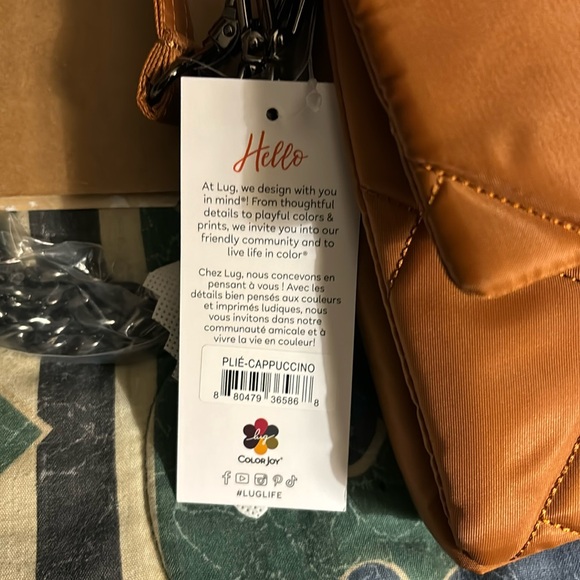 Hello
At Lug, we design with you
in mind®! From thoughtful
details to playful colors &
prints, we invite you into our
friendly community and to
live life in color®
Chez Lug, nous concevons en
pensant à vous ! Avec les
détails bien pensés aux couleurs
et imprimés ludiques, nous
vous invitons dans notre
communauté amicale et à
vivre la vie en couleur!
PLIÉ-CAPPUCCINO
8 80479 36586 8
lug
COLOR JOY®
#LUGLIFE